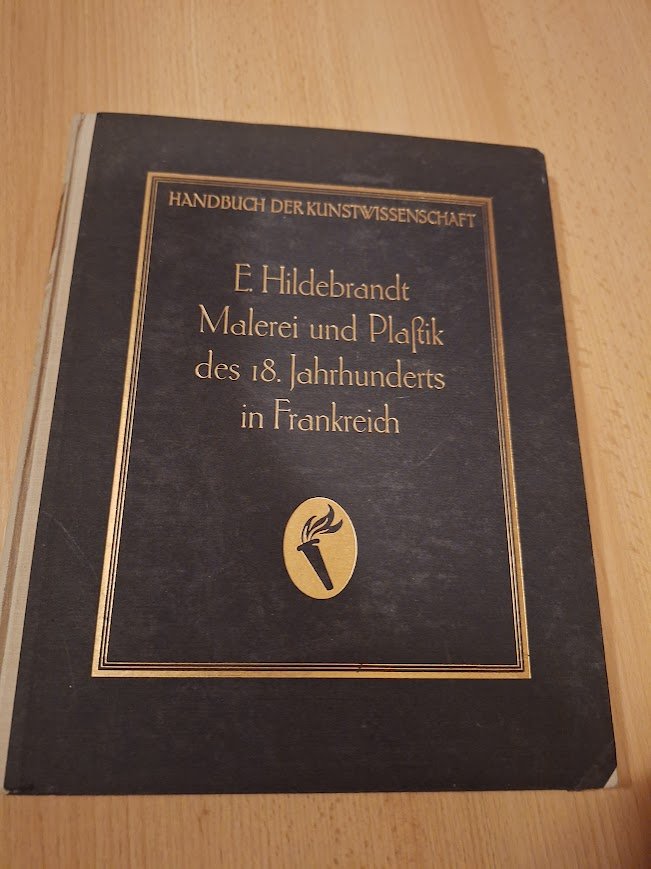 HANDBUCH DER KUNSTWISSENSCHAFT
E. Hildebrandt
Malerei und Plaſtik
des 18. Jahrhunderts
in Frankreich